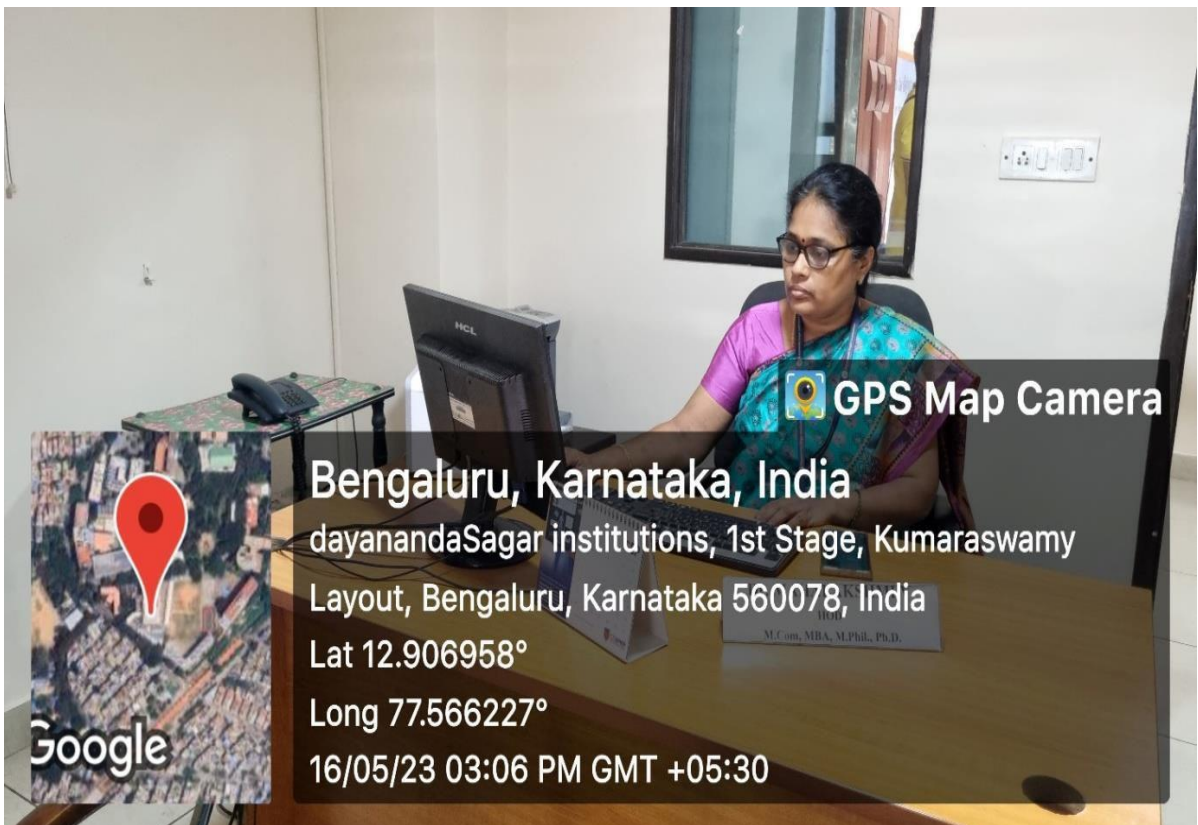 HCL
GPS Map Camera
Bengaluru, Karnataka, India
dayanandaSagar institutions, 1st Stage, Kumaraswamy
Layout, Bengaluru, Karnataka 560078, India
Lat 12.906958°
Long 77.566227°
16/05/23 03:06 PM GMT +05:30
Google
HOD
M.Com, MBA, M.Phil., Ph.D.